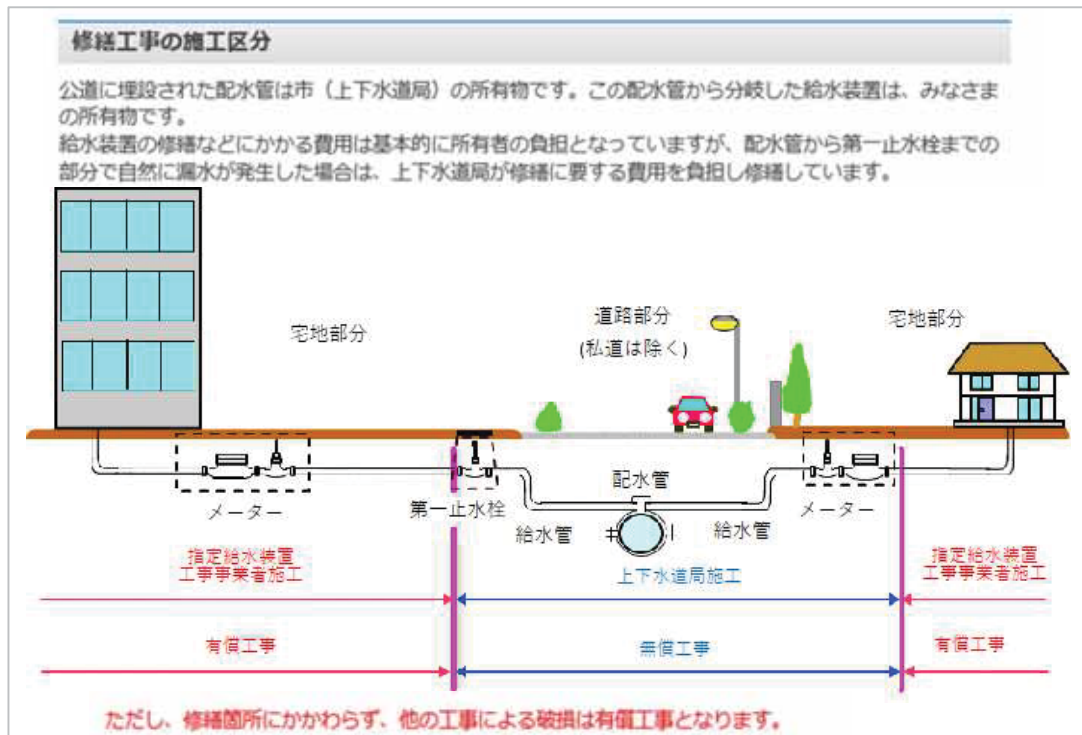 修繕工事の施工区分
公道に埋設された配水管は市（上下水道局）の所有物です。この配水管から分岐した給水装置は、みなさま
の所有物です。
給水装置の修繕などにかかる費用は基本的に所有者の負担となっていますが、配水管から第一止水栓までの
部分で自然に漏水が発生した場合は、上下水道局が修繕に要する費用を負担し修繕しています。
宅地部分
道路部分
(私道は除く)
宅地部分
メーター
第一止水栓
給水管
配水管
給水管
メーター
指定給水装置
工事事業者施工
上下水道局施工
指定給水装置
工事事業者施工
有償工事
無償工事
有償工事
ただし、修繕箇所にかかわらず、他の工事による破損は有償工事となります。